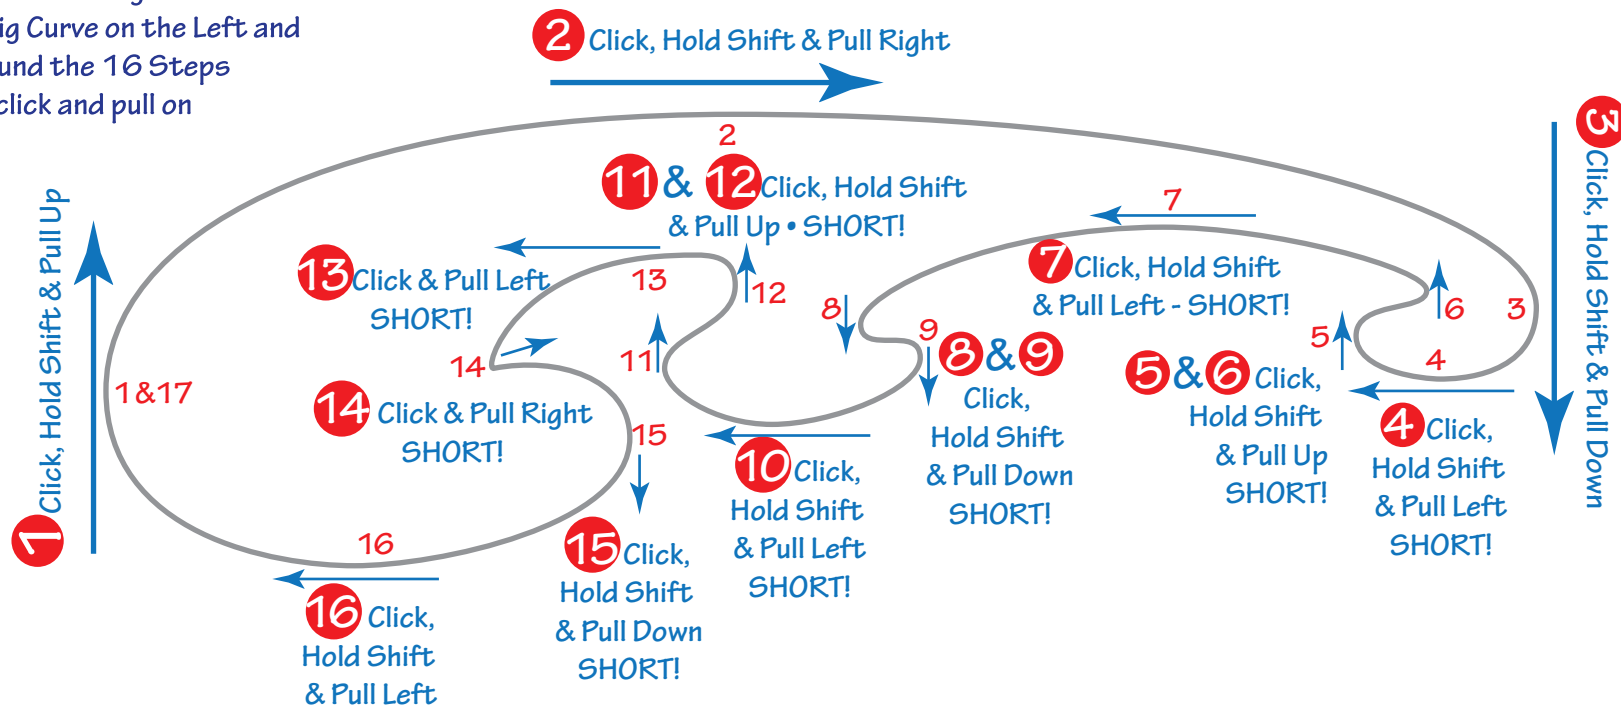 ig Curve on the Left and
und the 16 Steps
click and pull on
2 Click, Hold Shift & Pull Right
3 Click, Hold Shift & Pull Down
1 Click, Hold Shift & Pull Up
2
11 & 12 Click, Hold Shift
& Pull Up • SHORT!
7
7 Click, Hold Shift
& Pull Left - SHORT!
13 Click & Pull Left
SHORT!
13
12
8
9
6
3
5
4
14
11
1&17
8 & 9
Click,
Hold Shift
& Pull Down
SHORT!
5 & 6 Click,
Hold Shift
& Pull Up
SHORT!
4 Click,
Hold Shift
& Pull Left
SHORT!
14 Click & Pull Right
SHORT!
15
10 Click,
Hold Shift
& Pull Left
SHORT!
16
15 Click,
Hold Shift
& Pull Down
SHORT!
16 Click,
Hold Shift
& Pull Left